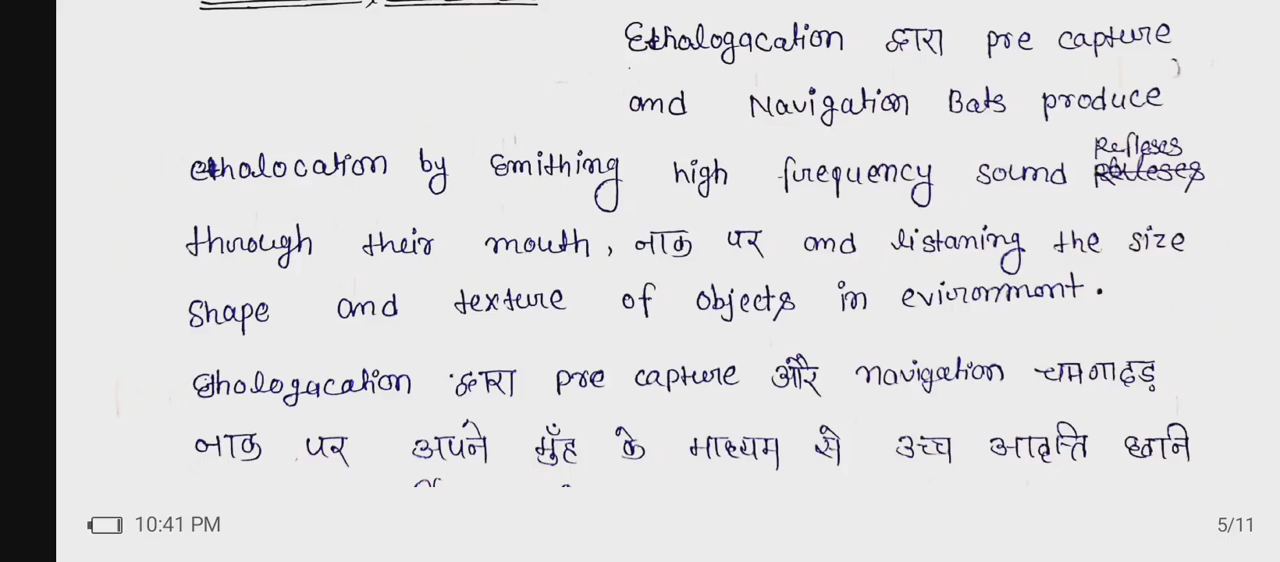 Ethalogacation द्वारा pre capture
and Navigation Bats produce
ethalocation by Smithing high frequency sound Refleses
through their mouth, नाक पर and listaning the size
shape and texture of objects in evironmont.
Ethologacation द्वारा pre capture और navigation चमगादड़
नाक पर अपने मुँह के माध्यम से उच्च आवृत्ति ध्वनि
10:41 PM 5/11